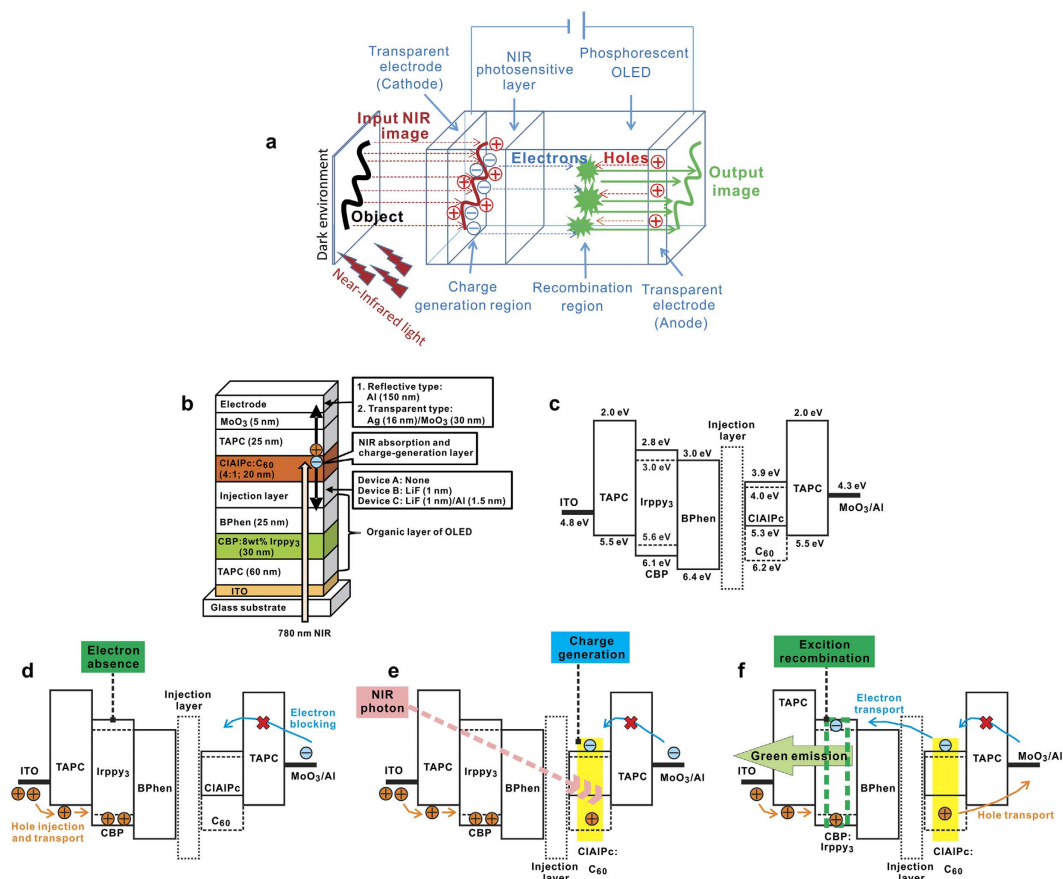 Transparent
electrode
(Cathode)
NIR
photosensitive
layer
Phosphorescent
OLED
a
Input NIR
image
Electrons
Holes
Output
image
Dark environment
Object
Near-Infrared light
Charge
generation region
Recombination
region
Transparent
electrode
(Anode)
b
Electrode
MoO₃ (5 nm)
TAPC (25 nm)
ClAlPc:C₆₀
(4:1; 20 nm)
Injection layer
BPhen (25 nm)
CBP:8wt% Irppy₃
(30 nm)
TAPC (60 nm)
ITO
Glass substrate
780 nm NIR
1. Reflective type:
Al (150 nm)
2. Transparent type:
Ag (16 nm)/MoO₃ (30 nm)
NIR absorption and
charge-generation layer
Device A: None
Device B: LiF (1 nm)
Device C: LiF (1 nm)/Al (1.5 nm)
Organic layer of OLED
c
Injection
layer
2.0 eV
2.0 eV
2.8 eV
3.0 eV
3.0 eV
3.9 eV
4.0 eV
4.3 eV
MoO₃/Al
ITO
4.8 eV
TAPC
Irppy₃
BPhen
ClAlPc
TAPC
5.5 eV
5.6 eV
5.3 eV
5.5 eV
6.1 eV
CBP
6.4 eV
C₆₀
6.2 eV
d
Electron
absence
Injection
layer
Electron
blocking
ITO
TAPC
Irppy₃
BPhen
ClAlPc
TAPC
MoO₃/Al
Hole injection
and transport
CBP
C₆₀
e
Charge
generation
NIR
photon
ITO
TAPC
Irppy₃
BPhen
TAPC
MoO₃/Al
CBP
Injection
layer
ClAlPc:
C₆₀
f
Excition
recombination
Electron
transport
TAPC
Green emission
ITO
BPhen
TAPC
MoO₃/Al
Hole transport
CBP:
Irppy₃
Injection
layer
ClAlPc:
C₆₀